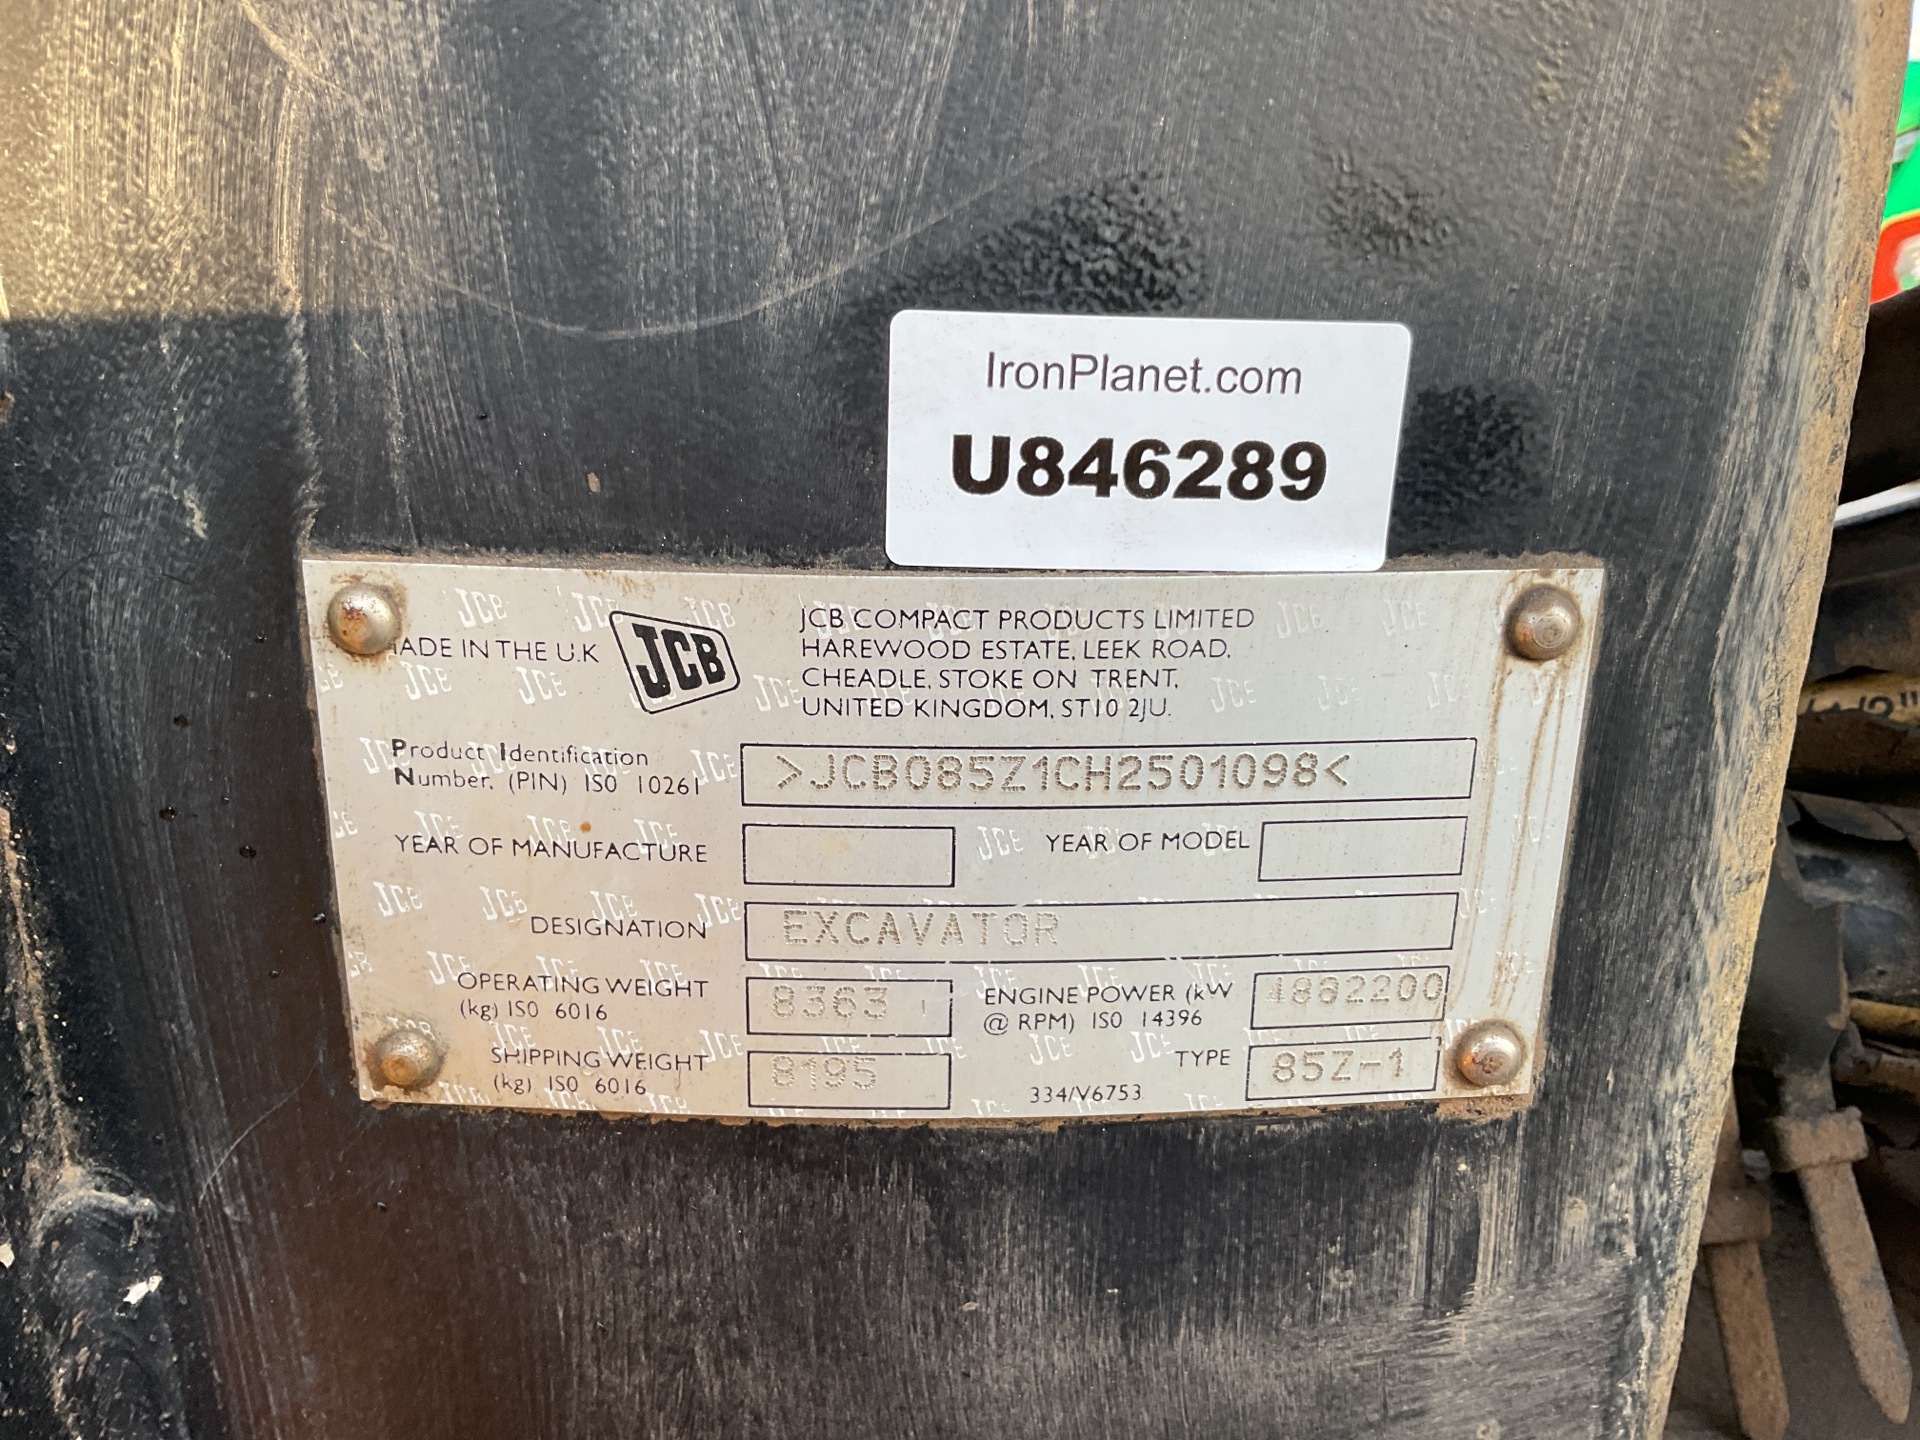 IronPlanet.com
U846289
MADE IN THE U.K
JCB
JCB COMPACT PRODUCTS LIMITED
HAREWOOD ESTATE, LEEK ROAD,
CHEADLE, STOKE ON TRENT,
UNITED KINGDOM, ST10 2JU.
Product Identification
Number, (PIN) ISO 10261
>JCB085Z1CH2501098<
YEAR OF MANUFACTURE
YEAR OF MODEL
DESIGNATION
EXCAVATOR
OPERATING WEIGHT
(kg) ISO 6016
8363
ENGINE POWER (kW
@ RPM) ISO 14396
4882200
SHIPPING WEIGHT
(kg) ISO 6016
8195
334/V6753
TYPE
85Z-1